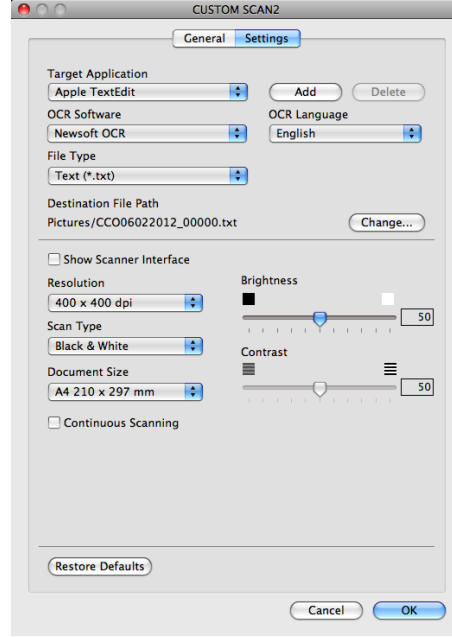 CUSTOM SCAN2
General Settings
Target Application
Apple TextEdit Add Delete
OCR Software OCR Language
Newsoft OCR English
File Type
Text (*.txt)
Destination File Path
Pictures/CCO06022012_00000.txt Change...
Show Scanner Interface
Resolution Brightness
400 x 400 dpi 50
Scan Type
Black & White Contrast
Document Size
A4 210 x 297 mm 50
Continuous Scanning
Restore Defaults
Cancel OK